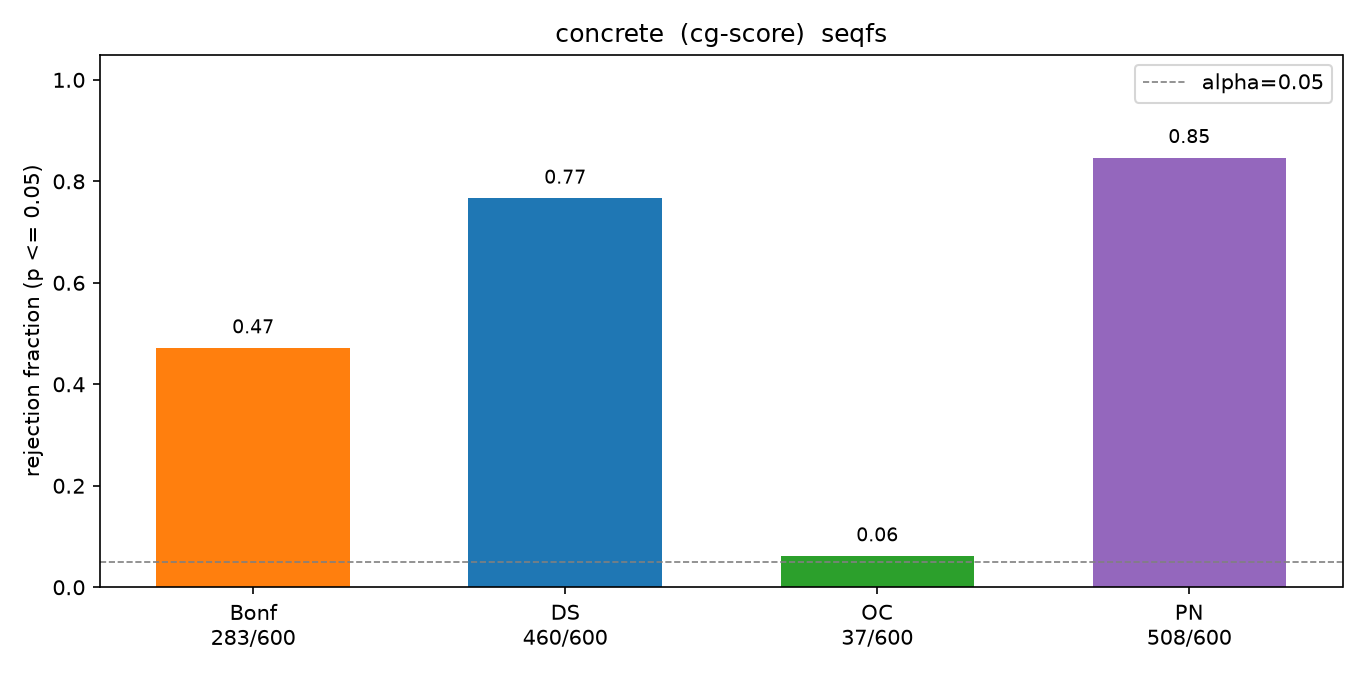 concrete (cg-score) seqfs
alpha=0.05
rejection fraction (p <= 0.05)
1.0
0.8
0.6
0.4
0.2
0.0
0.47
0.77
0.06
0.85
Bonf
283/600
DS
460/600
OC
37/600
PN
508/600